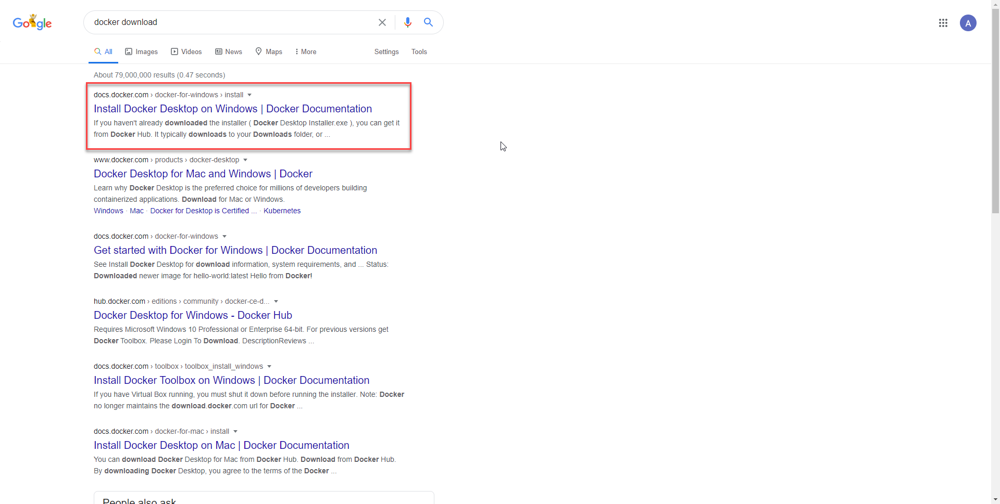 Google
docker download
A
All Images Videos News Maps More Settings Tools
About 79,000,000 results (0.47 seconds)
docs.docker.com › docker-for-windows › install
Install Docker Desktop on Windows | Docker Documentation
If you haven't already downloaded the installer ( Docker Desktop Installer.exe ), you can get it
from Docker Hub. It typically downloads to your Downloads folder, or ...
www.docker.com › products › docker-desktop
Docker Desktop for Mac and Windows | Docker
Learn why Docker Desktop is the preferred choice for millions of developers building
containerized applications. Download for Mac or Windows.
Windows · Mac · Docker for Desktop is Certified ... · Kubernetes
docs.docker.com › docker-for-windows
Get started with Docker for Windows | Docker Documentation
See Install Docker Desktop for download information, system requirements, and ... Status:
Downloaded newer image for hello-world:latest Hello from Docker!
hub.docker.com › editions › community › docker-ce-d...
Docker Desktop for Windows - Docker Hub
Requires Microsoft Windows 10 Professional or Enterprise 64-bit. For previous versions get
Docker Toolbox. Please Login To Download. DescriptionReviews ...
docs.docker.com › toolbox › toolbox_install_windows
Install Docker Toolbox on Windows | Docker Documentation
If you have Virtual Box running, you must shut it down before running the installer. Note: Docker
no longer maintains the download.docker.com url for Docker ...
docs.docker.com › docker-for-mac › install
Install Docker Desktop on Mac | Docker Documentation
You can download Docker Desktop for Mac from Docker Hub. Download from Docker Hub.
By downloading Docker Desktop, you agree to the terms of the Docker ...
People also ask